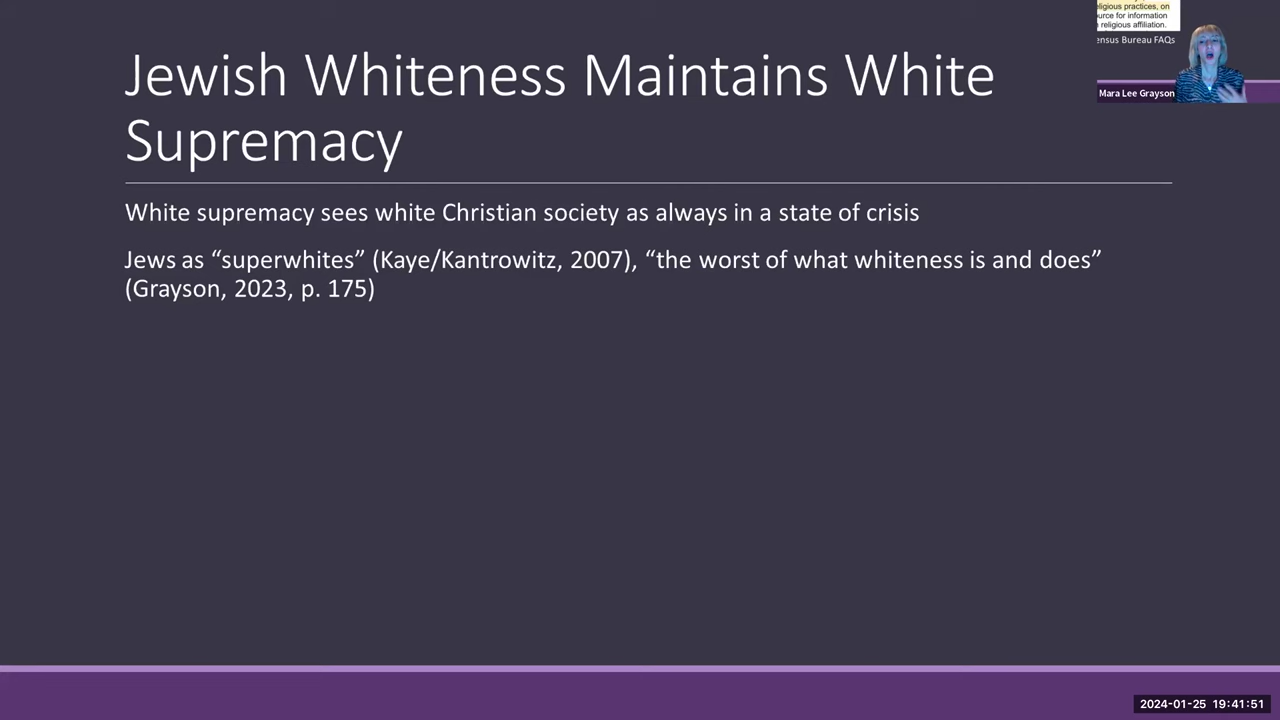 Jewish Whiteness Maintains White
Supremacy
White supremacy sees white Christian society as always in a state of crisis
Jews as “superwhites” (Kaye/Kantrowitz, 2007), “the worst of what whiteness is and does”
(Grayson, 2023, p. 175)
religious practices, on
source for information
religious affiliation.
ensus Bureau FAQs
Mara Lee Grayson
2024-01-25 19:41:51